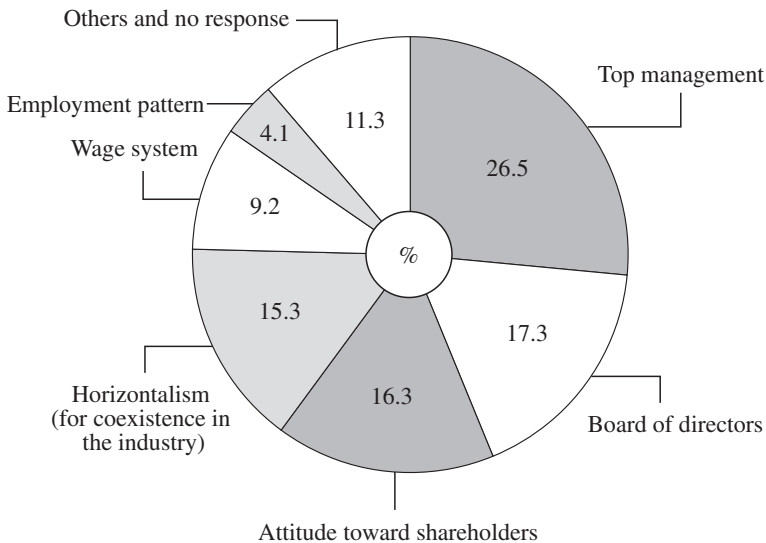 Others and no response
Top management
Employment pattern
11.3
4.1
Wage system
26.5
9.2
%
15.3
17.3
16.3
Horizontalism
(for coexistence in
the industry)
Board of directors
Attitude toward shareholders